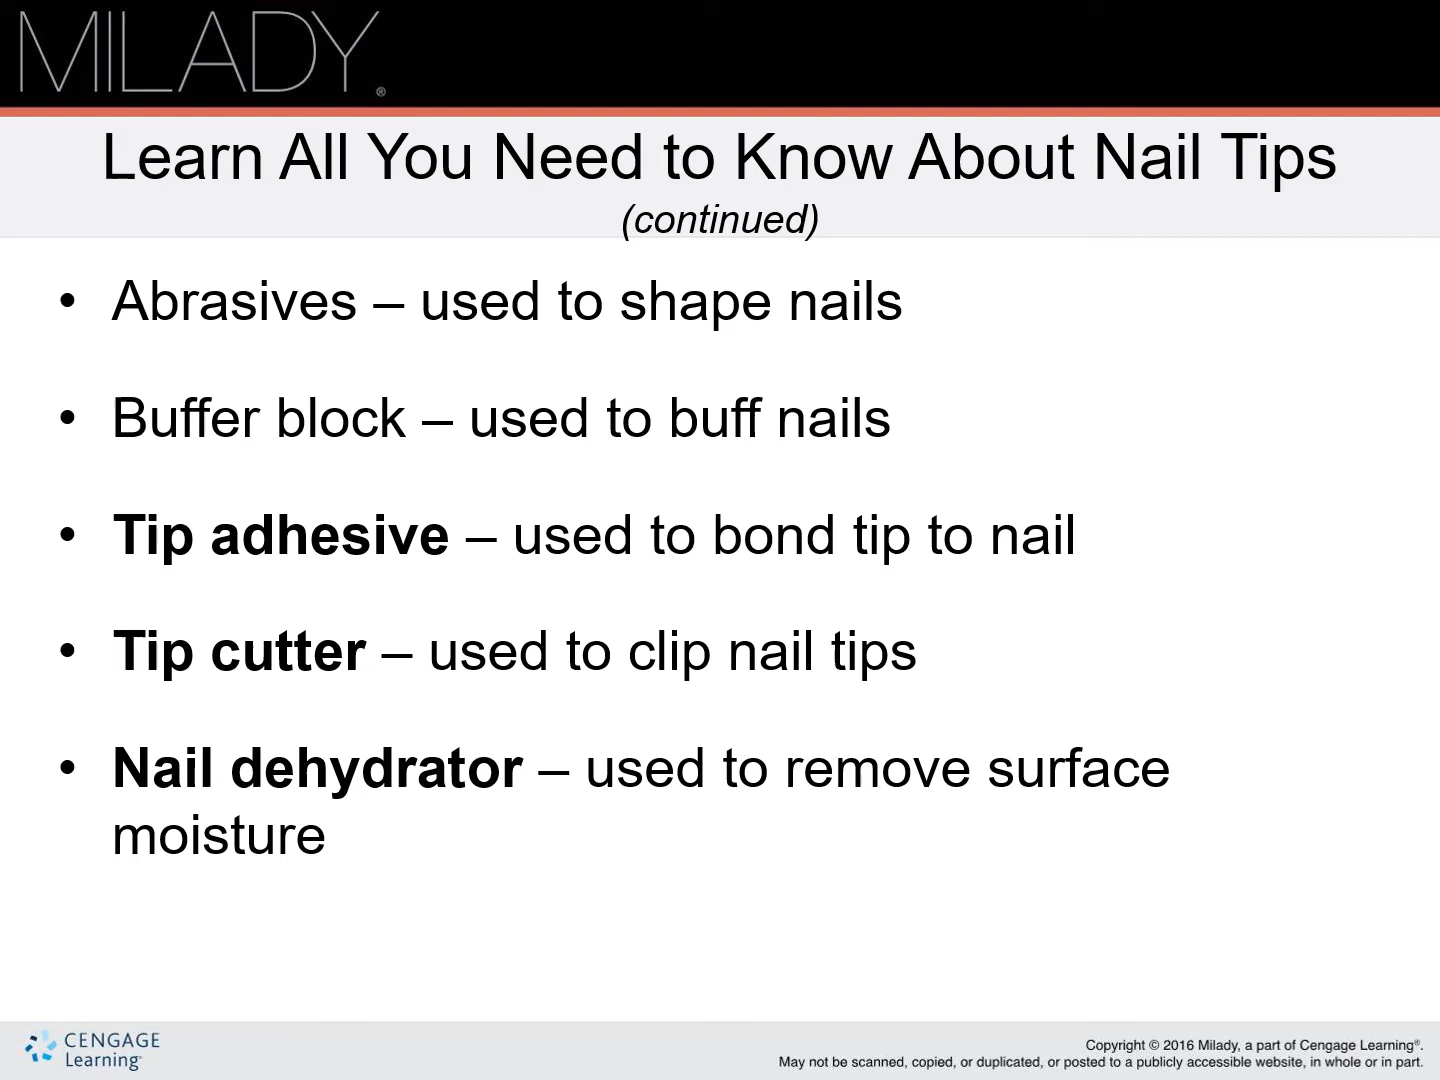 MILADY®
Learn All You Need to Know About Nail Tips
(continued)
• Abrasives – used to shape nails
• Buffer block – used to buff nails
• Tip adhesive – used to bond tip to nail
• Tip cutter – used to clip nail tips
• Nail dehydrator – used to remove surface
moisture
CENGAGE
Learning
Copyright © 2016 Milady, a part of Cengage Learning®.
May not be scanned, copied, or duplicated, or posted to a publicly accessible website, in whole or in part.